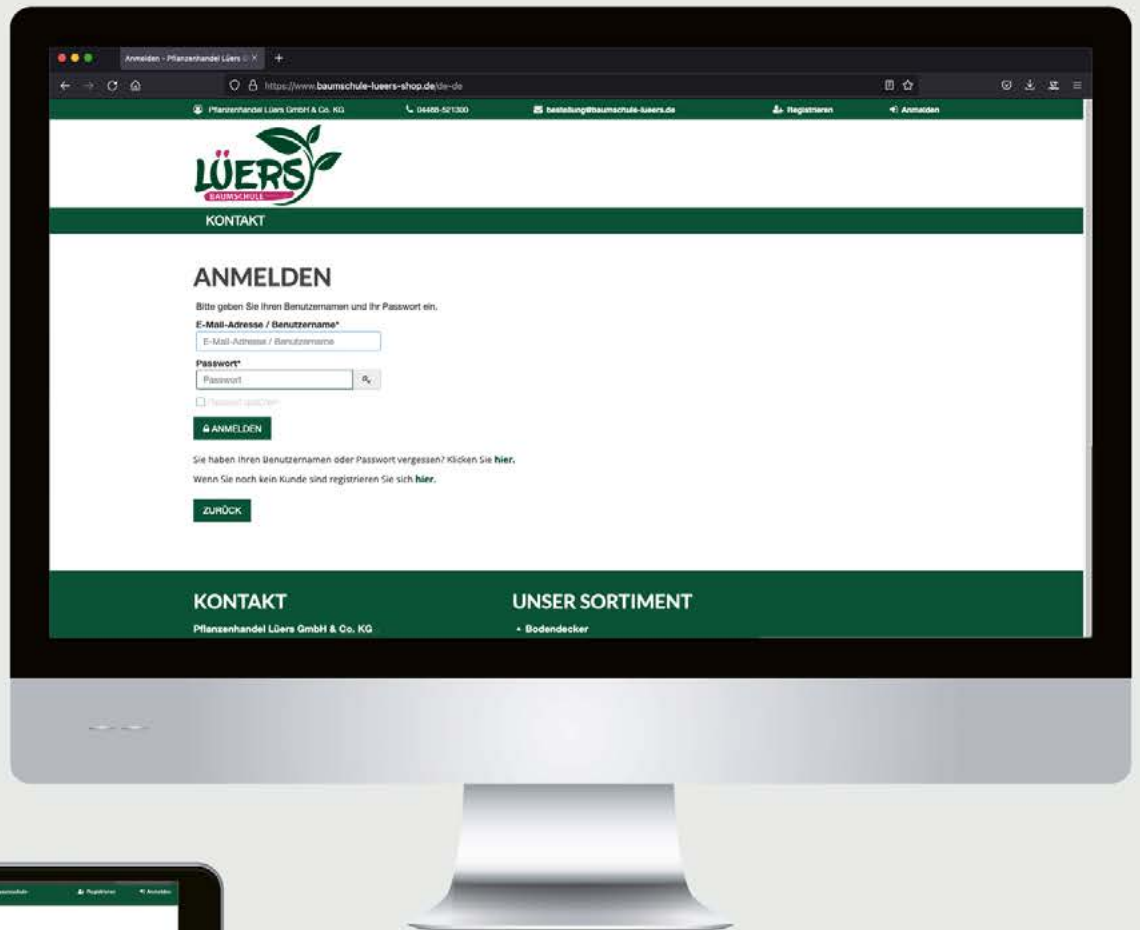 Anmelden - Pflanzenhandel Lüers G X +
https://www.baumschule-lueers-shop.de/de-de
Pflanzenhandel Lüers GmbH & Co. KG 04488-521300 bestellung@baumschule-lueers.de Registrieren Anmelden
LÜERS
BAUMSCHULE
KONTAKT
ANMELDEN
Bitte geben Sie Ihren Benutzernamen und Ihr Passwort ein.
E-Mail-Adresse / Benutzername*
E-Mail-Adresse / Benutzername
Passwort*
Passwort
Passwort speichern
ANMELDEN
Sie haben Ihren Benutzernamen oder Passwort vergessen? Klicken Sie hier.
Wenn Sie noch kein Kunde sind registrieren Sie sich hier.
ZURÜCK
KONTAKT UNSER SORTIMENT
Pflanzenhandel Lüers GmbH & Co. KG • Bodendecker
Registrieren Anmelden